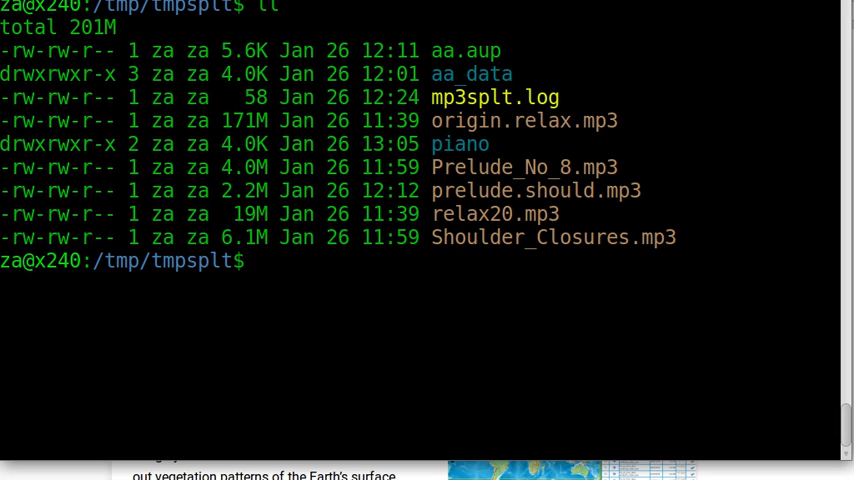 za@x240:/tmp/tmpsplt$ ll
total 201M
-rw-rw-r-- 1 za za 5.6K Jan 26 12:11 aa.aup
drwxrwxr-x 3 za za 4.0K Jan 26 12:01 aa_data
-rw-rw-r-- 1 za za   58 Jan 26 12:24 mp3splt.log
-rw-rw-r-- 1 za za 171M Jan 26 11:39 origin.relax.mp3
drwxrwxr-x 2 za za 4.0K Jan 26 13:05 piano
-rw-rw-r-- 1 za za 4.0M Jan 26 11:59 Prelude_No_8.mp3
-rw-rw-r-- 1 za za 2.2M Jan 26 12:12 prelude.should.mp3
-rw-rw-r-- 1 za za  19M Jan 26 11:39 relax20.mp3
-rw-rw-r-- 1 za za 6.1M Jan 26 11:59 Shoulder_Closures.mp3
za@x240:/tmp/tmpsplt$
out vegetation patterns of the Earth's surface